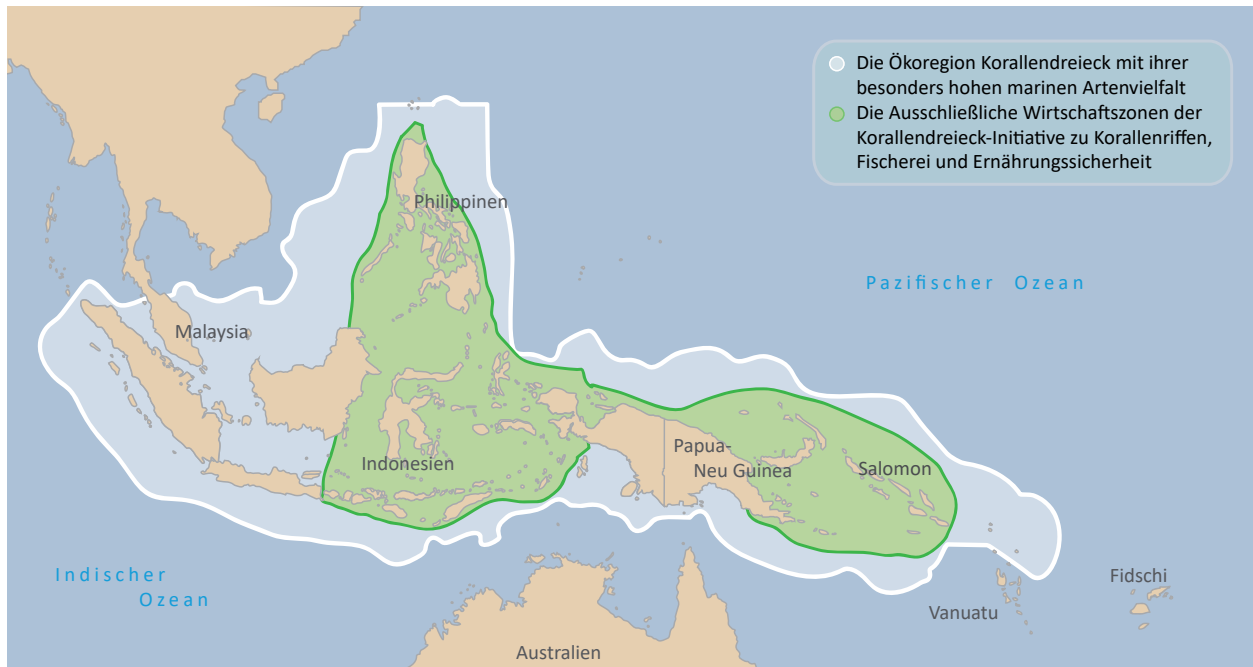 Die Ökoregion Korallendreieck mit ihrer
besonders hohen marinen Artenvielfalt
Die Ausschließliche Wirtschaftszonen der
Korallendreieck-Initiative zu Korallenriffen,
Fischerei und Ernährungssicherheit
Philippinen
Pazifischer Ozean
Malaysia
Papua-
Neu Guinea
Indonesien
Salomon
Indischer
Ozean
Fidschi
Vanuatu
Australien